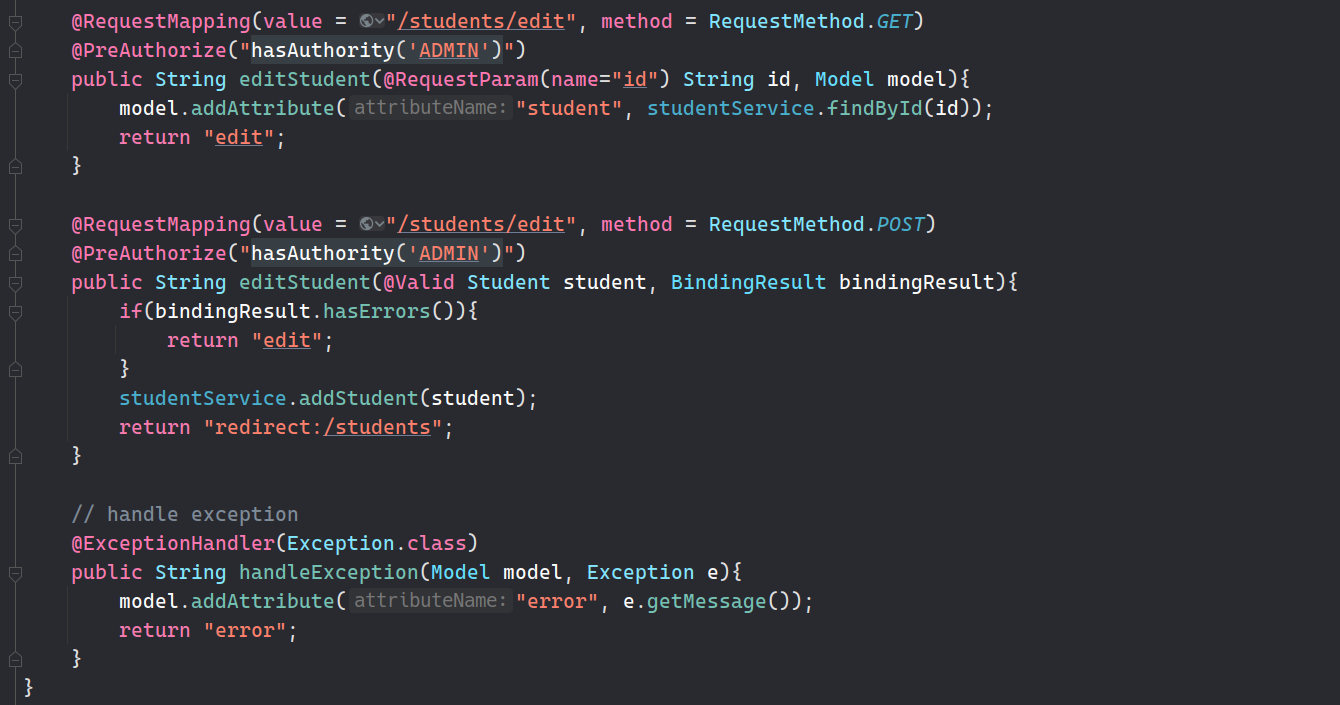 @RequestMapping(value = "/students/edit", method = RequestMethod.GET)
@PreAuthorize("hasAuthority('ADMIN')")
public String editStudent(@RequestParam(name="id") String id, Model model){
model.addAttribute( attributeName: "student", studentService.findById(id));
return "edit";
}
@RequestMapping(value = "/students/edit", method = RequestMethod.POST)
@PreAuthorize("hasAuthority('ADMIN')")
public String editStudent(@Valid Student student, BindingResult bindingResult){
if(bindingResult.hasErrors()){
return "edit";
}
studentService.addStudent(student);
return "redirect:/students";
}
// handle exception
@ExceptionHandler(Exception.class)
public String handleException(Model model, Exception e){
model.addAttribute( attributeName: "error", e.getMessage());
return "error";
}
}